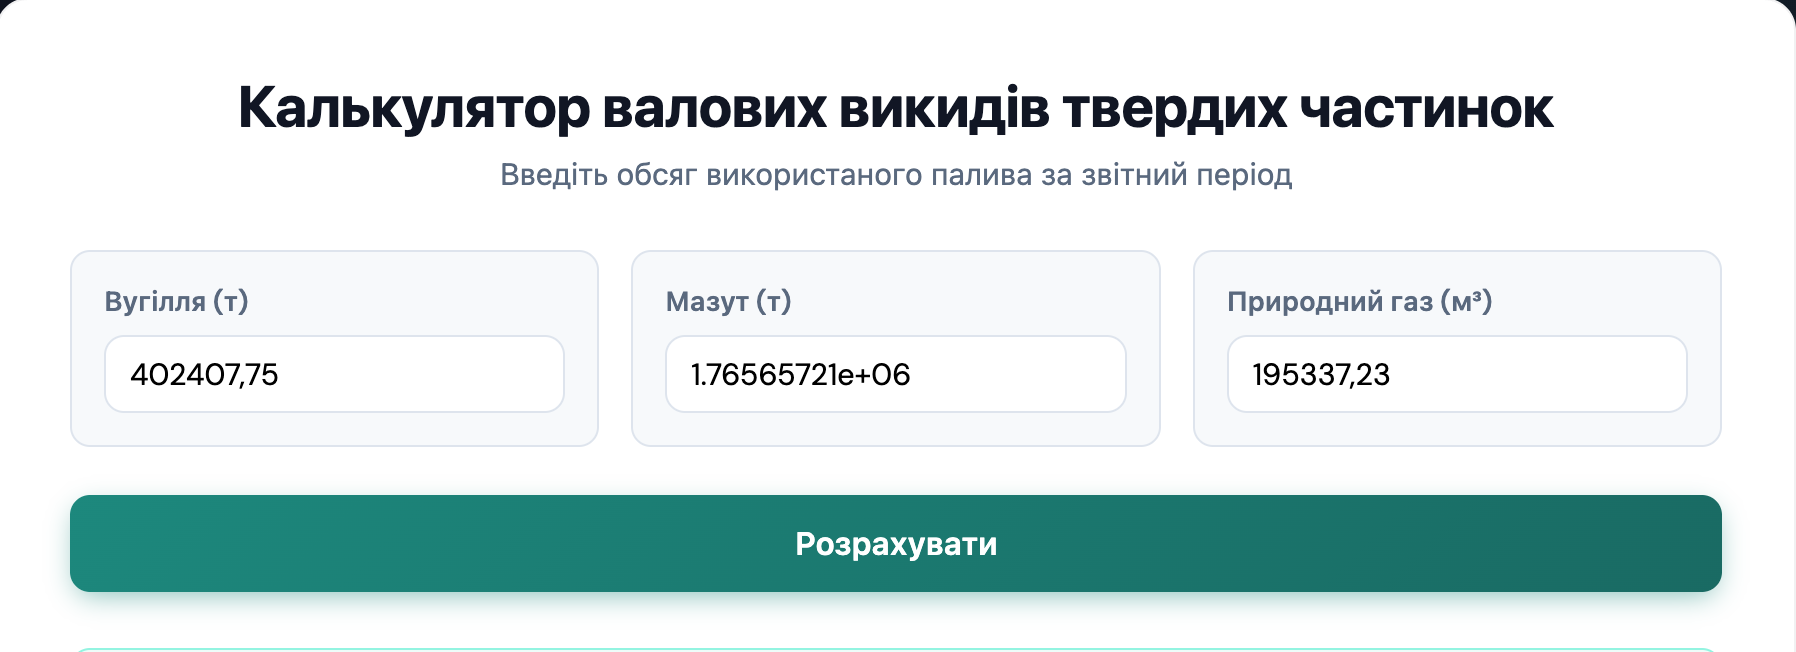 Калькулятор валових викидів твердих частинок
Введіть обсяг використаного палива за звітний період
Вугілля (т)
402407,75
Мазут (т)
1.76565721e+06
Природний газ (м³)
195337,23
Розрахувати